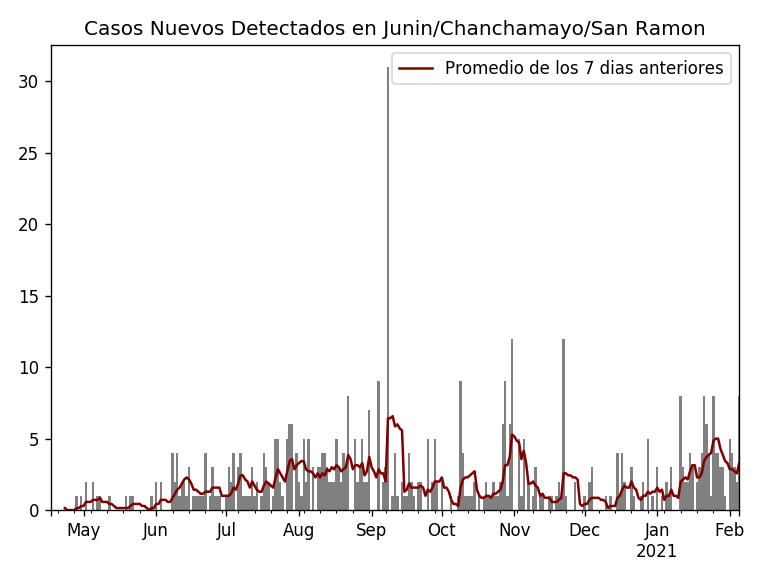 Casos Nuevos Detectados en Junin/Chanchamayo/San Ramon
Promedio de los 7 dias anteriores
30
25
20
15
10
5
0
May Jun Jul Aug Sep Oct Nov Dec Jan Feb
2021